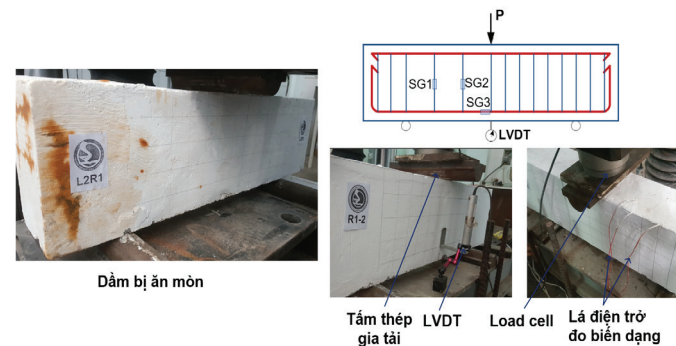 P
SG1
SG2
SG3
LVDT
L2R1
R1-2
Dầm bị ăn mòn
Tấm thép
gia tải
LVDT
Load cell
Lá điện trở
đo biến dạng